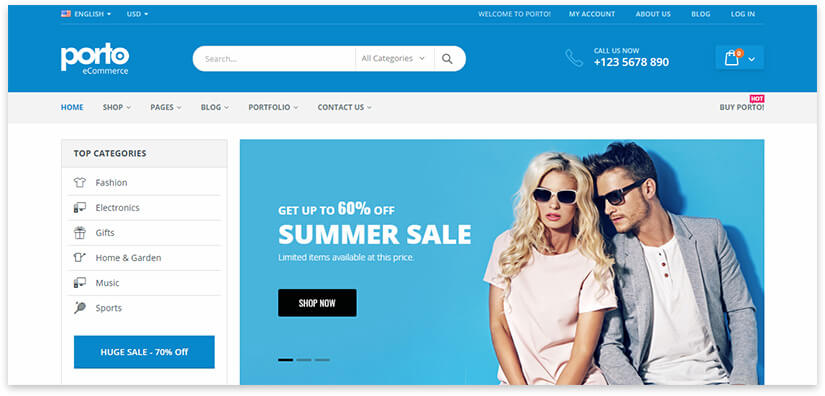 ENGLISH USD WELCOME TO PORTO! MY ACCOUNT ABOUT US BLOG LOG IN
porto
eCommerce
Search... All Categories
CALL US NOW
+123 5678 890
0
HOT
HOME SHOP PAGES BLOG PORTFOLIO CONTACT US BUY PORTO!
TOP CATEGORIES
Fashion
Electronics
Gifts
Home & Garden
Music
Sports
HUGE SALE - 70% Off
GET UP TO 60% OFF
SUMMER SALE
Limited items available at this price.
SHOP NOW